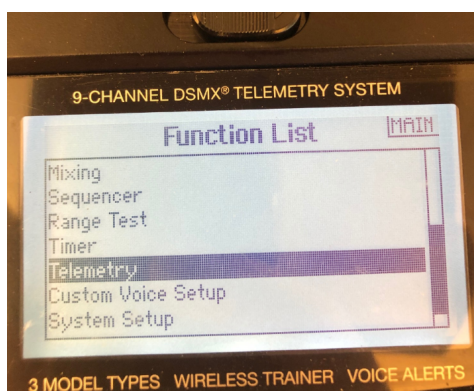 9-CHANNEL DSMX® TELEMETRY SYSTEM
Function List
MAIN
Mixing
Sequencer
Range Test
Timer
Telemetry
Custom Voice Setup
System Setup
3 MODEL TYPES WIRELESS TRAINER VOICE ALERTS